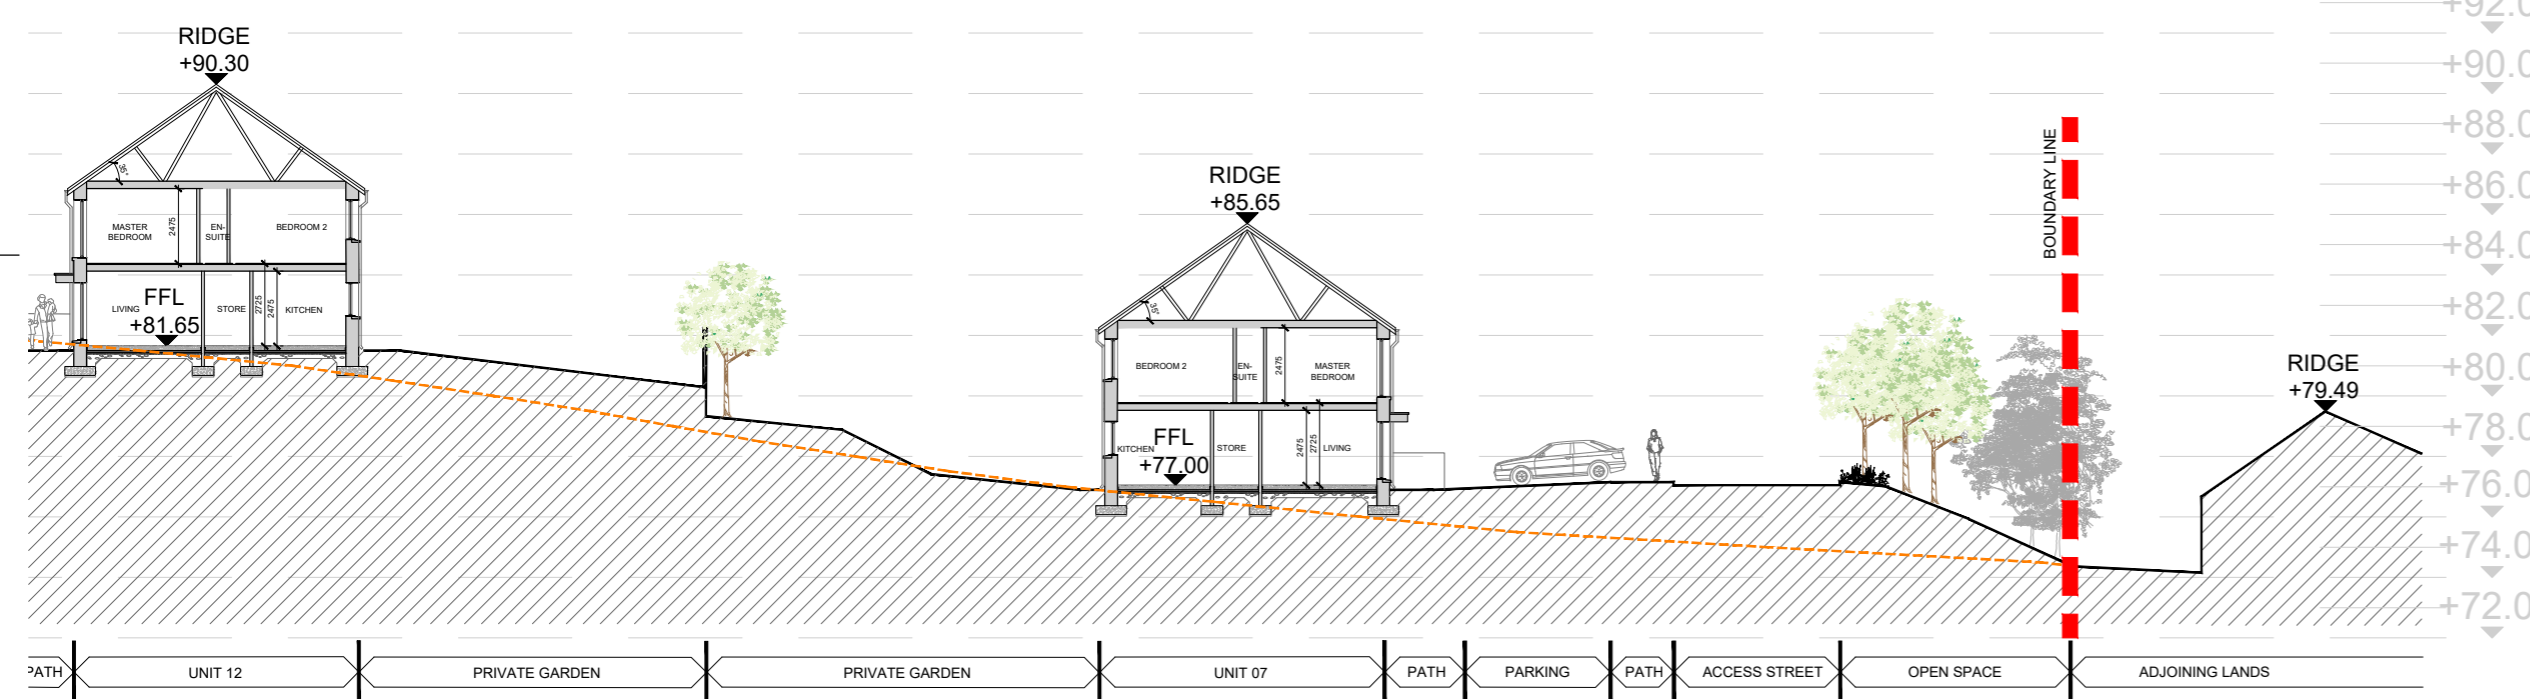 RIDGE
+90.30
35°
MASTER
BEDROOM
2475
EN-
SUITE
BEDROOM 2
LIVING
FFL
+81.65
STORE
2725
2475
KITCHEN
RIDGE
+85.65
35°
BEDROOM 2
EN-
SUITE
2475
MASTER
BEDROOM
KITCHEN
FFL
+77.00
STORE
2475
2725
LIVING
BOUNDARY LINE
RIDGE
+79.49
+92.0
+90.0
+88.0
+86.0
+84.0
+82.0
+80.0
+78.0
+76.0
+74.0
+72.0
PATH
UNIT 12
PRIVATE GARDEN
PRIVATE GARDEN
UNIT 07
PATH
PARKING
PATH
ACCESS STREET
OPEN SPACE
ADJOINING LANDS